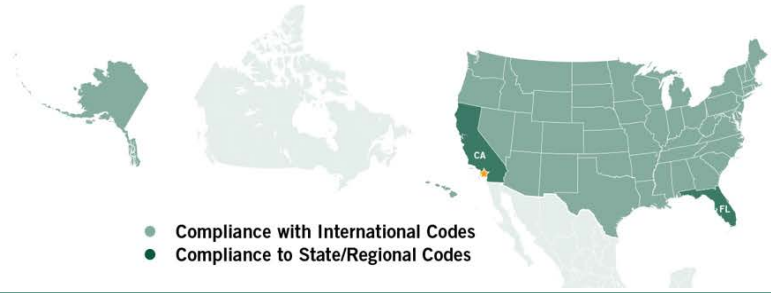 CA
FL
Compliance with International Codes
Compliance to State/Regional Codes